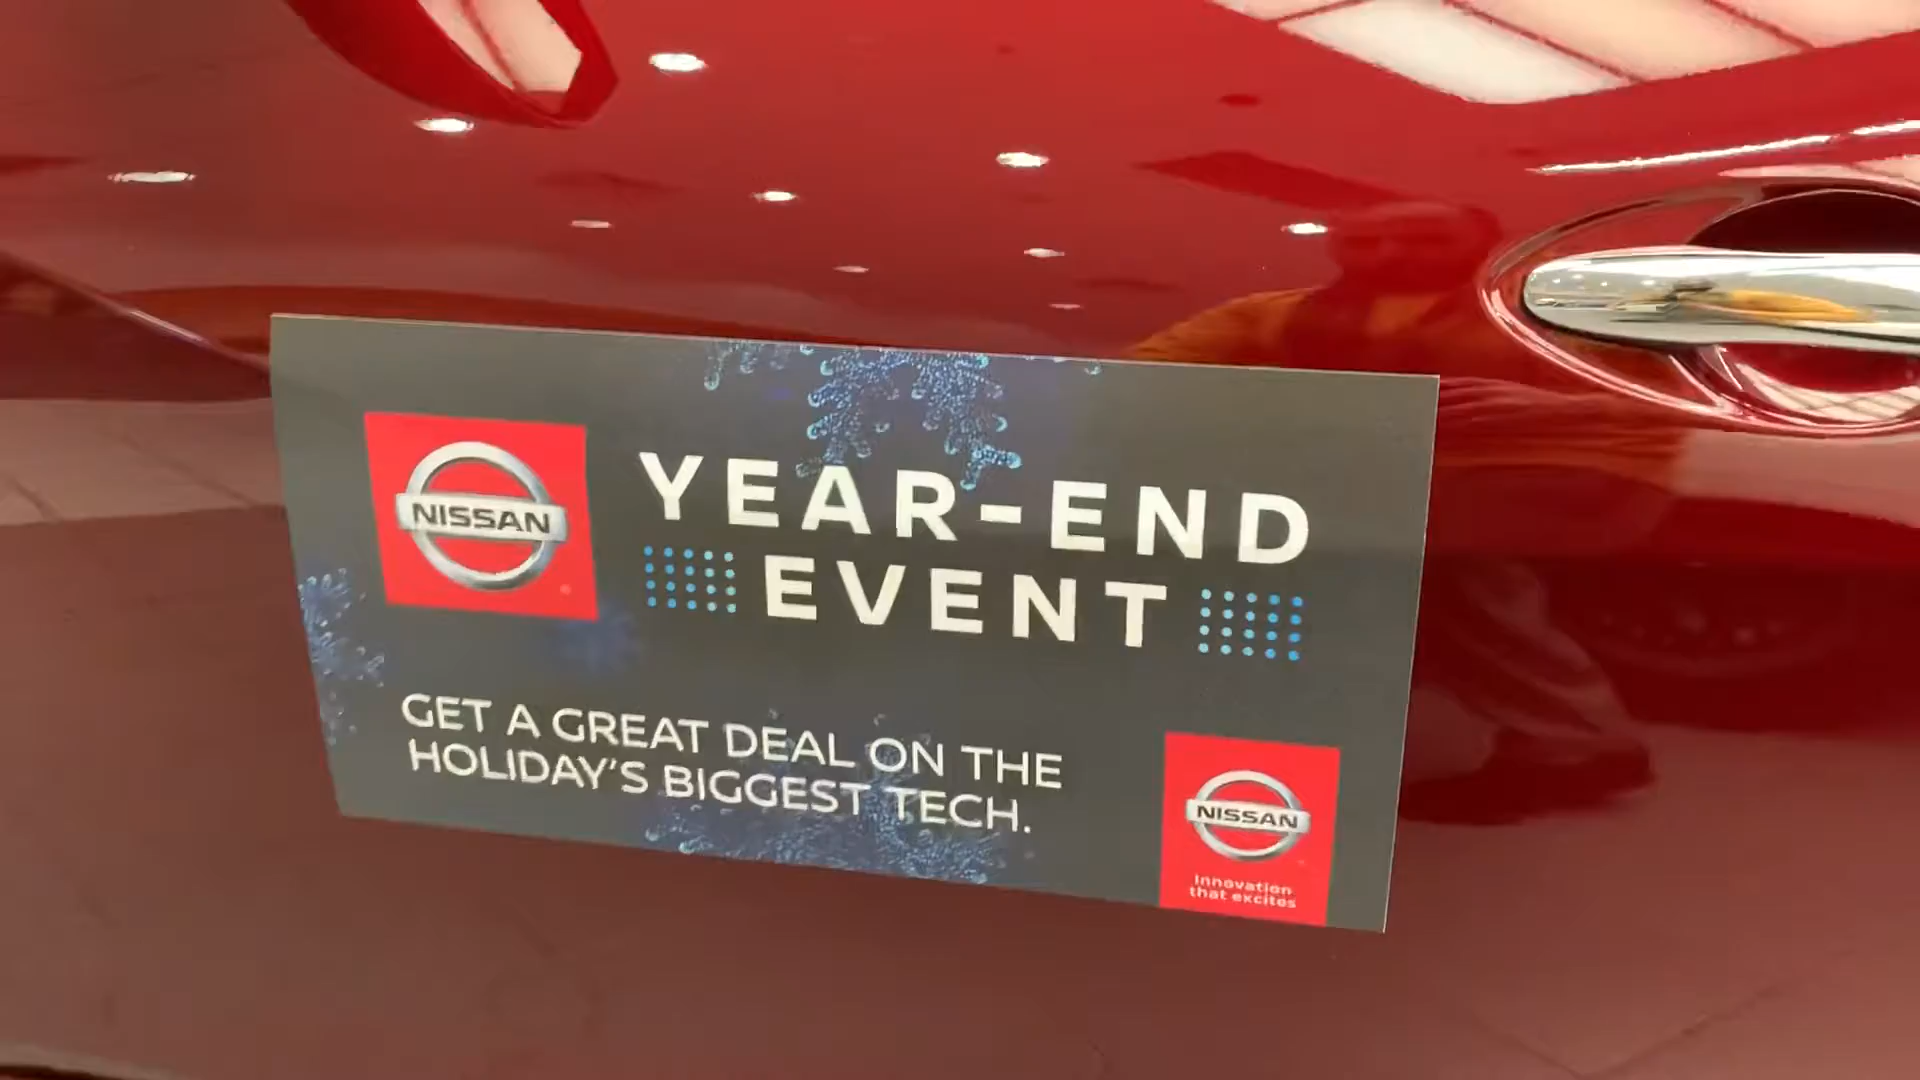 NISSAN
YEAR-END
EVENT
GET A GREAT DEAL ON THE
HOLIDAY'S BIGGEST TECH.
NISSAN
Innovation
that excites